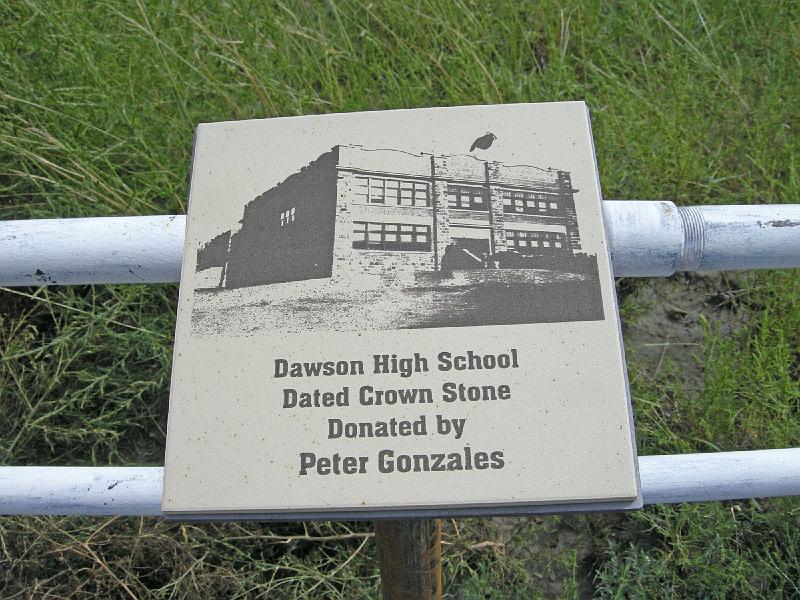 Dawson High School
Dated Crown Stone
Donated by
Peter Gonzales